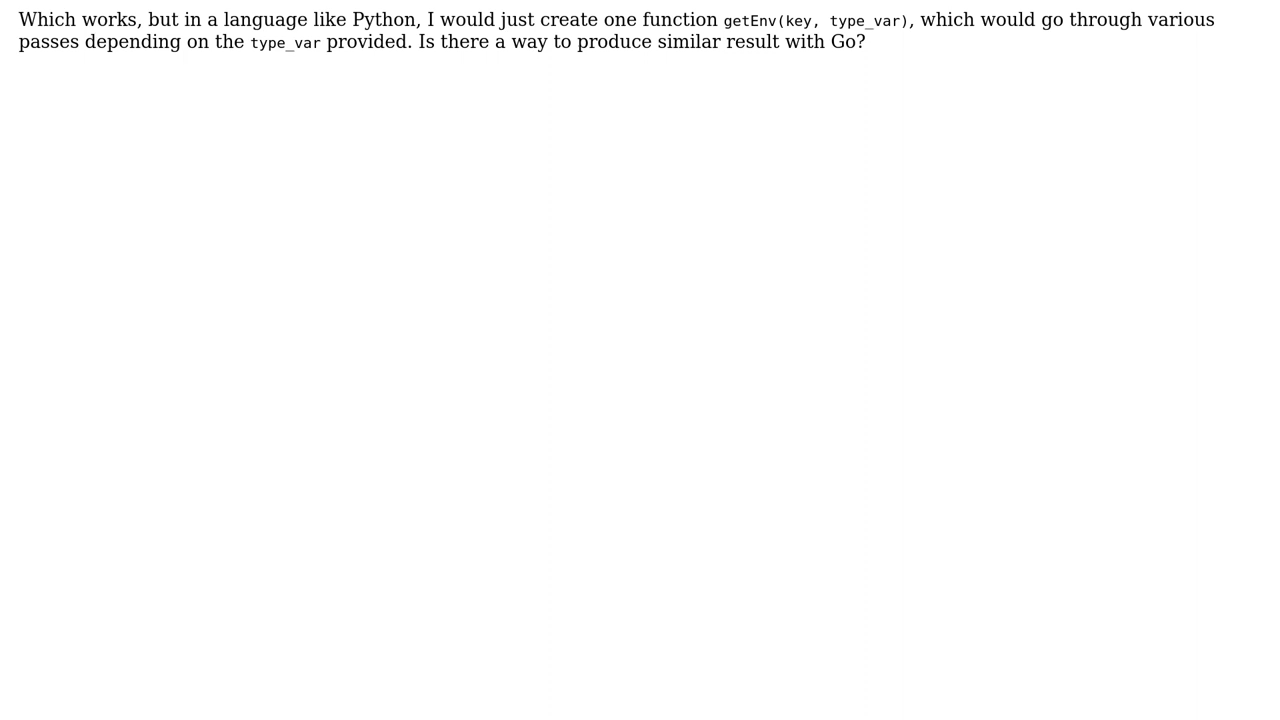 Which works, but in a language like Python, I would just create one function getEnv(key, type_var), which would go through various
passes depending on the type_var provided. Is there a way to produce similar result with Go?